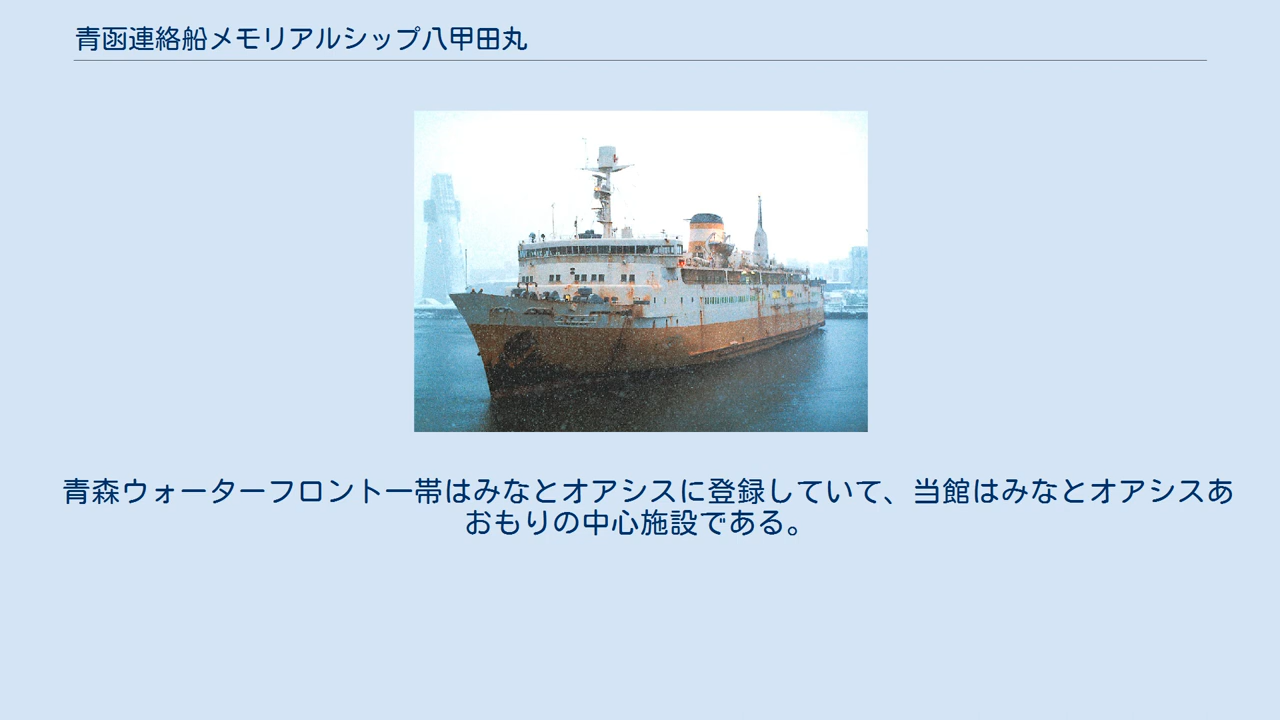 青函連絡船メモリアルシップ八甲田丸
青森ウォーターフロント一帯はみなとオアシスに登録していて、当館はみなとオアシスあ
おもりの中心施設である。